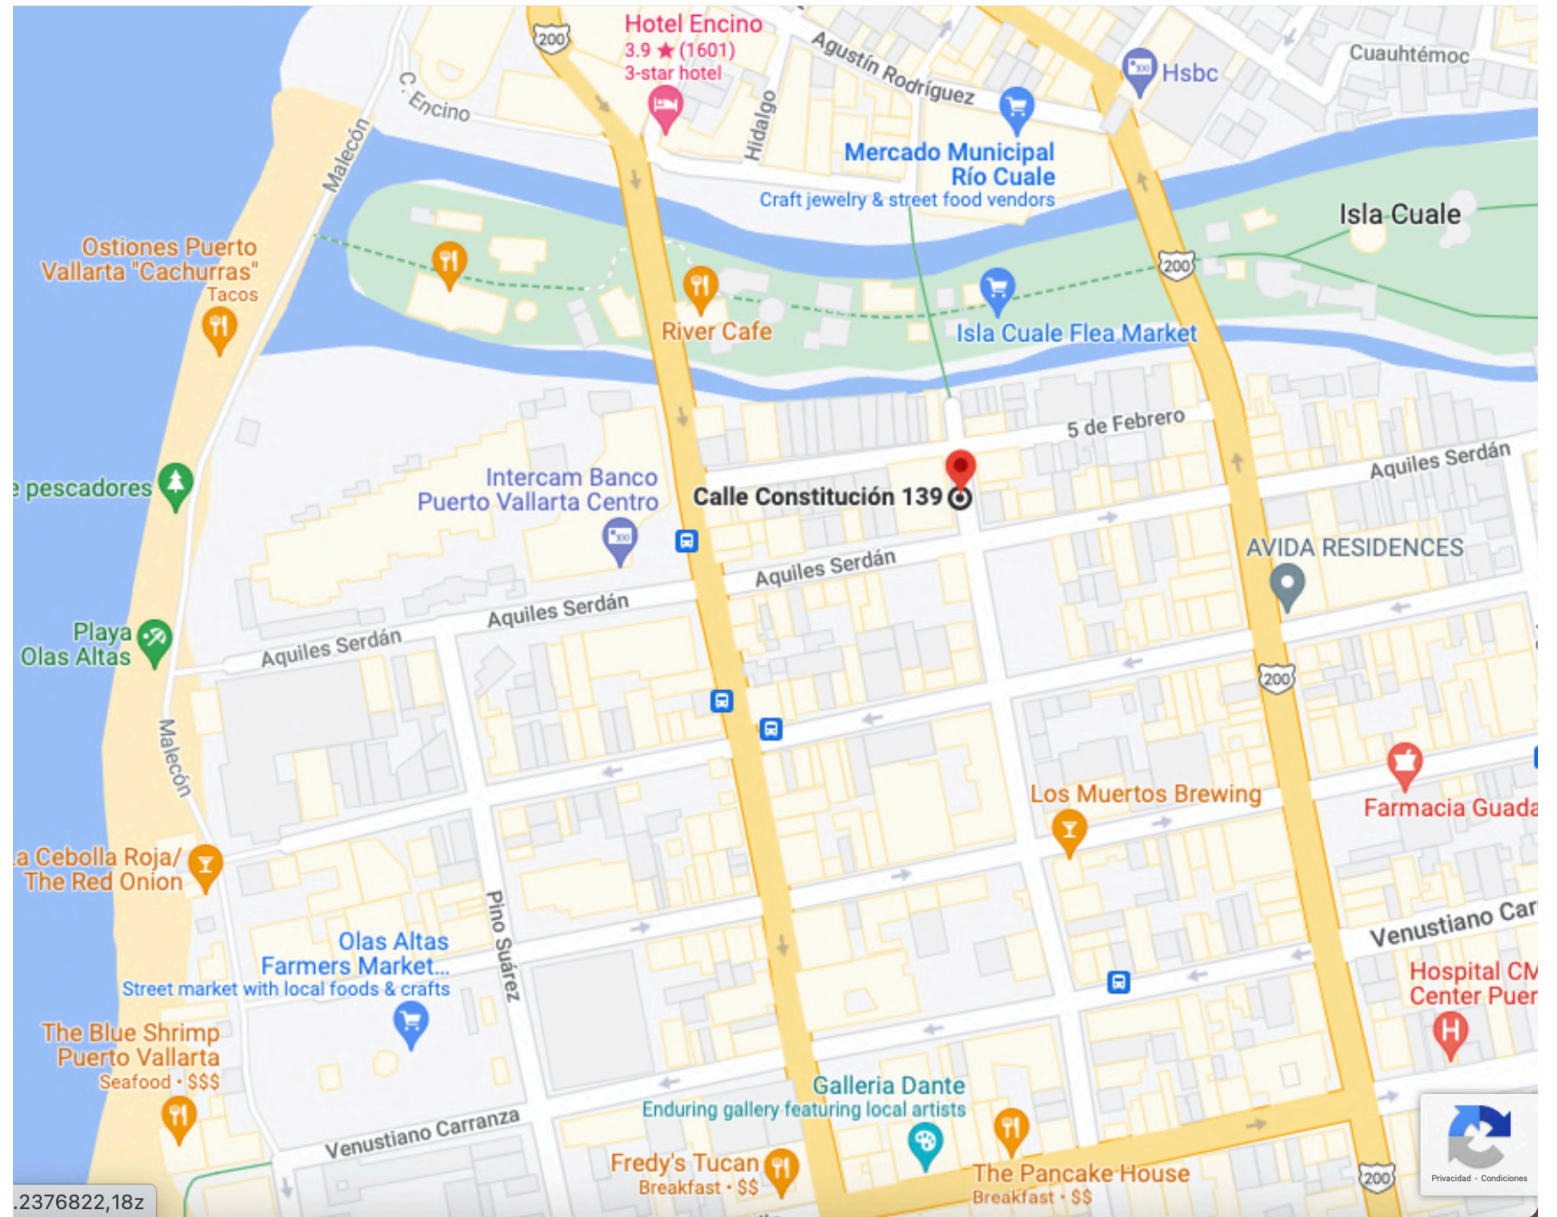 200
Hotel Encino
3.9 ★ (1601)
3-star hotel
Agustín Rodríguez
Cuauhtémoc
Hsbc
C. Encino
Hidalgo
Malecón
Mercado Municipal
Río Cuale
Craft jewelry & street food vendors
Isla Cuale
Ostiones Puerto
Vallarta "Cachurras"
Tacos
200
River Cafe
Isla Cuale Flea Market
5 de Febrero
Aquiles Serdán
Intercam Banco
Puerto Vallarta Centro
e pescadores
Calle Constitución 139
AVIDA RESIDENCES
Aquiles Serdán
Aquiles Serdán
Aquiles Serdán
Playa
Olas Altas
200
Malecón
Los Muertos Brewing
Farmacia Guada
a Cebolla Roja/
The Red Onion
Pino Suárez
Venustiano Car
Olas Altas
Farmers Market...
Street market with local foods & crafts
Hospital CM
Center Puer
The Blue Shrimp
Puerto Vallarta
Seafood • $$$
Galleria Dante
Enduring gallery featuring local artists
Venustiano Carranza
Fredy's Tucan
Breakfast • $$
The Pancake House
Breakfast • $$
200
Privacidad - Condiciones
.2376822,18z